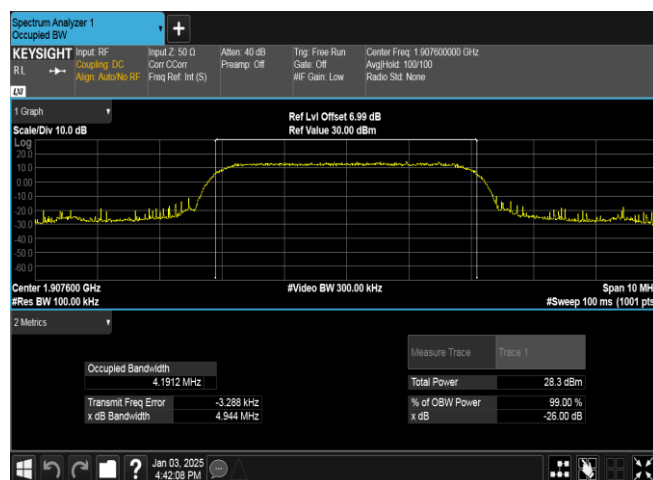 Spectrum Analyzer 1
Occupied BW
+
KEYSIGHT Input: RF Input Z: 50 Ω Atten: 40 dB Trig: Free Run Center Freq: 1.907600000 GHz
RL Coupling: DC Corr CCorr Preamp: Off Gate: Off Avg|Hold: 100/100
Align: Auto/No RF Freq Ref: Int (S) #IF Gain: Low Radio Std: None
LXI
1 Graph
Ref Lvl Offset 6.99 dB
Scale/Div 10.0 dB Ref Value 30.00 dBm
Log
20.0
10.0
0.00
-10.0
-20.0
-30.0
-40.0
-50.0
-60.0
Center 1.907600 GHz #Video BW 300.00 kHz Span 10 MH
#Res BW 100.00 kHz #Sweep 100 ms (1001 pts
2 Metrics
Measure Trace Trace 1
Occupied Bandwidth
4.1912 MHz Total Power 28.3 dBm
Transmit Freq Error -3.288 kHz % of OBW Power 99.00 %
x dB Bandwidth 4.944 MHz x dB -26.00 dB
? Jan 03, 2025
4:42:08 PM